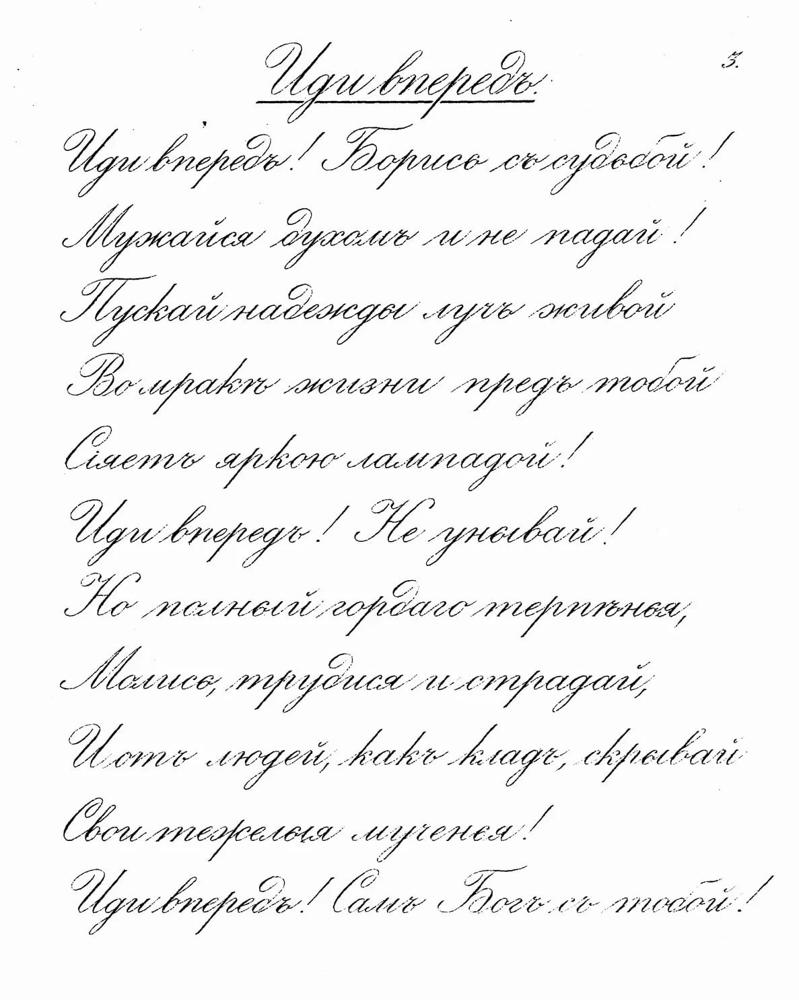 3.
Иди впередъ.
Иди впередъ! Борись съ судьбой!
Мужайся духомъ и не падай!
Пускай надежды лучъ живой
Во мракѣ жизни предъ тобой
Сіяетъ яркою лампадой!
Иди впередъ! Не унывай!
Но полный гордаго терпѣнья,
Молись, трудися и страдай,
И отъ людей, какъ кладъ, скрывай
Свои тежелыя мученья!
Иди впередъ! Самъ Богъ съ тобой!